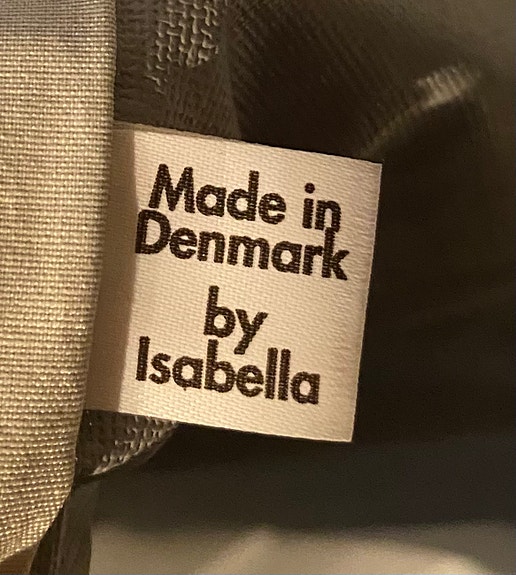 Made in
Denmark
by
Isabella